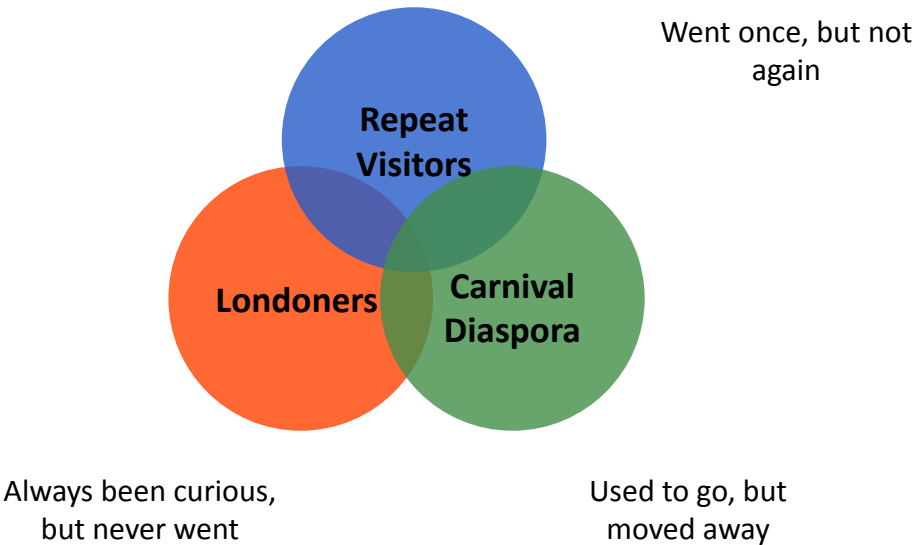 Went once, but not
again
Repeat
Visitors
Londoners
Carnival
Diaspora
Always been curious,
but never went
Used to go, but
moved away